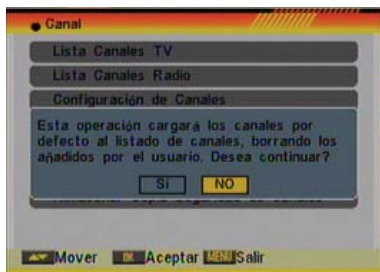 Canal
Lista Canales TV
Lista Canales Radio
Configuración de Canales
Esta operación cargará los canales por
defecto al listado de canales, borrando los
añadidos por el usuario. Desea continuar?
Si NO
Mover OK Aceptar MENU Salir